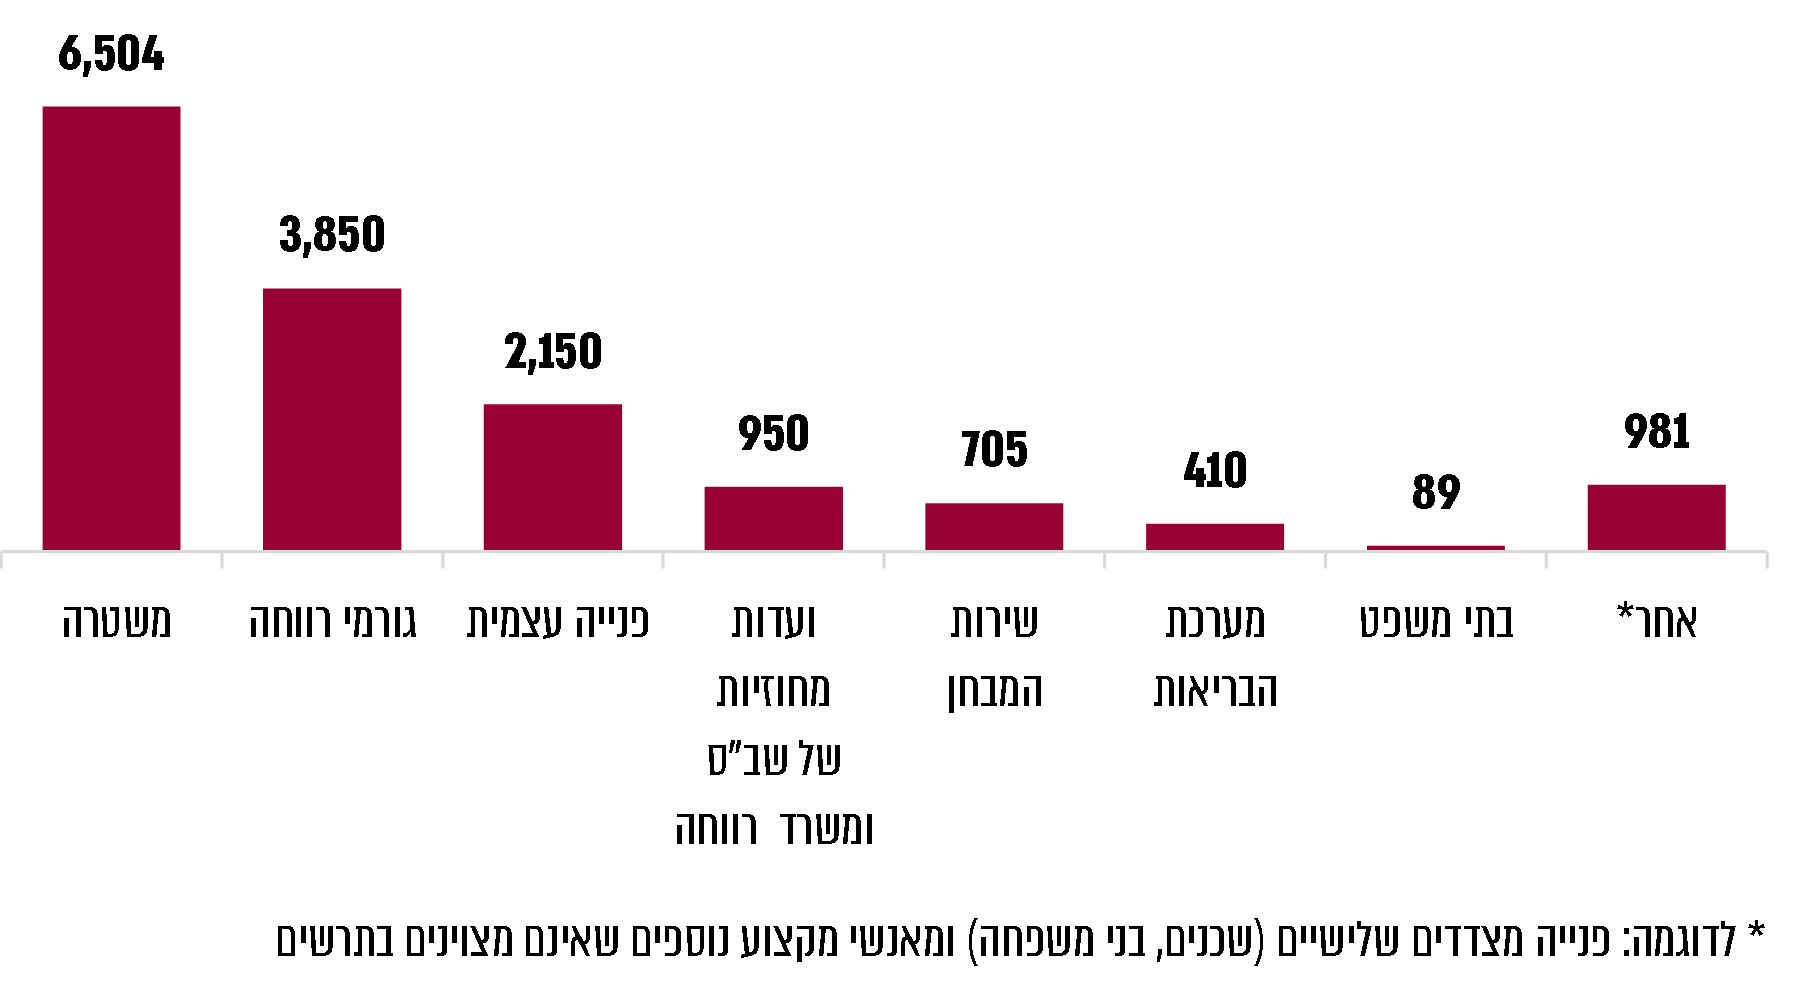 6,504
3,850
2,150
950
705
410
89
981
משטרה
גורמי רווחה
פנייה עצמית
ועדות
מחוזיות
של שב"ס
ומשרד רווחה
שירות
המבחן
מערכת
הבריאות
בתי משפט
אחר*
* לדוגמה: פנייה מצדדים שלישיים (שכנים, בני משפחה) ומאנשי מקצוע נוספים שאינם מצוינים בתרשים